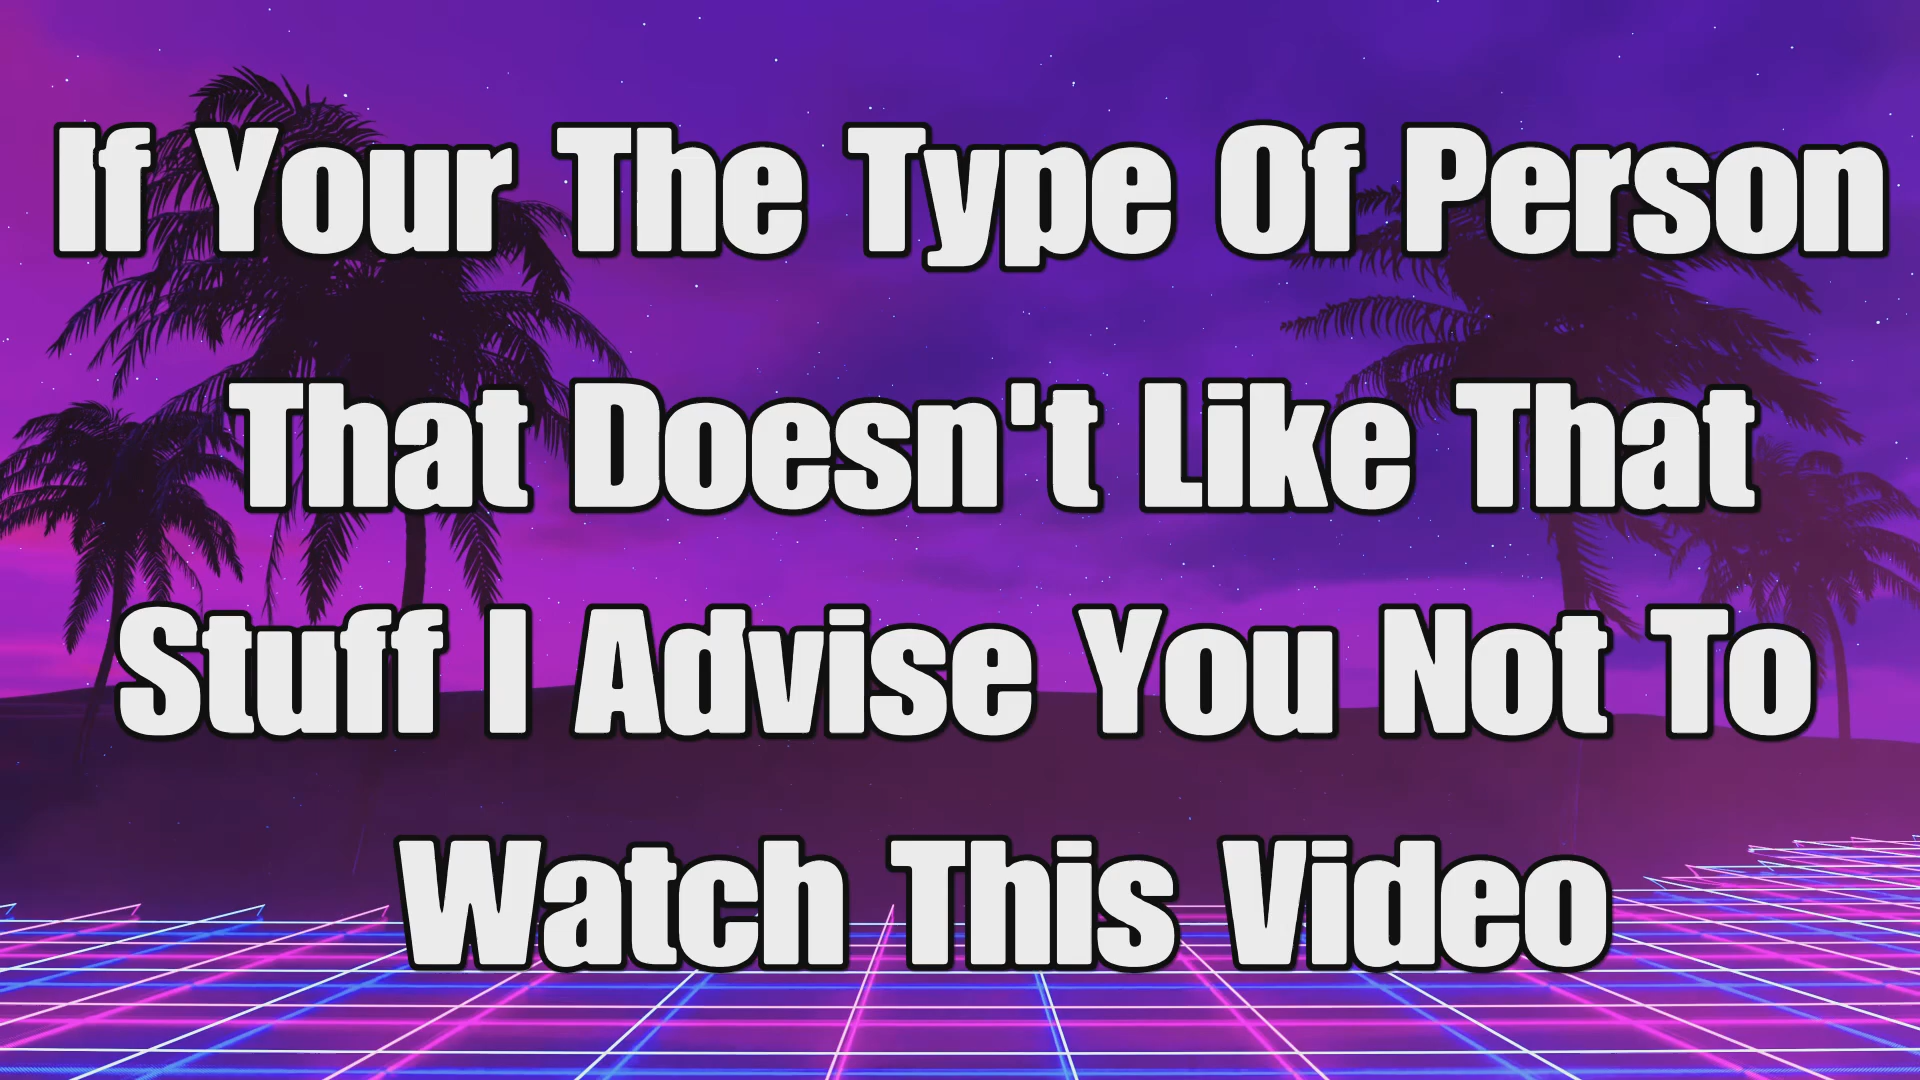 If Your The Type Of Person
That Doesn't Like That
Stuff I Advise You Not To
Watch This Video